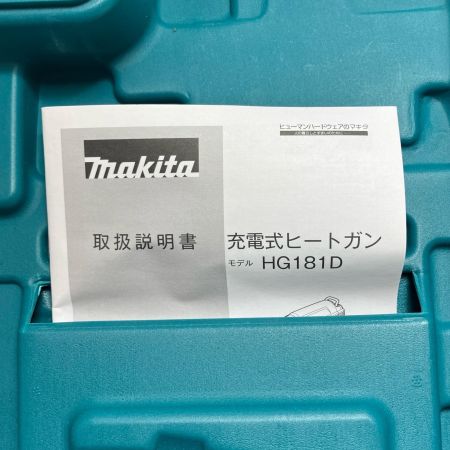 ヒューマンハードウェアのマキタ
makita
取扱説明書
充電式ヒートガン
モデル HG181D